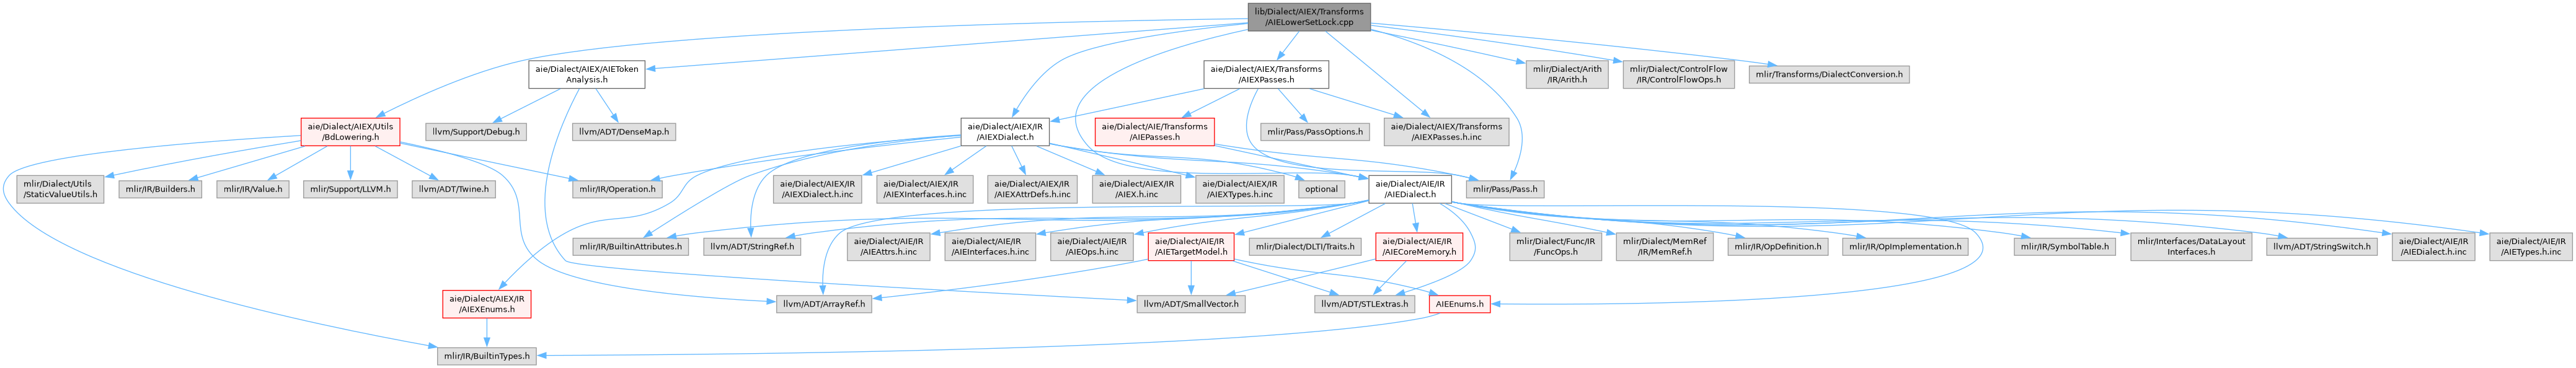 lib/Dialect/AIEX/Transforms
/AIELowerSetLock.cpp
aie/Dialect/AIEX/AIEToken
Analysis.h
aie/Dialect/AIEX/Transforms
/AIEXPasses.h
mlir/Dialect/Arith
/IR/Arith.h
mlir/Dialect/ControlFlow
/IR/ControlFlowOps.h
mlir/Transforms/DialectConversion.h
aie/Dialect/AIEX/Utils
/BdLowering.h
llvm/Support/Debug.h
llvm/ADT/DenseMap.h
aie/Dialect/AIEX/IR
/AIEXDialect.h
aie/Dialect/AIE/Transforms
/AIEPasses.h
mlir/Pass/PassOptions.h
aie/Dialect/AIEX/Transforms
/AIEXPasses.h.inc
mlir/Dialect/Utils
/StaticValueUtils.h
mlir/IR/Builders.h
mlir/IR/Value.h
mlir/Support/LLVM.h
llvm/ADT/Twine.h
mlir/IR/Operation.h
aie/Dialect/AIEX/IR
/AIEXDialect.h.inc
aie/Dialect/AIEX/IR
/AIEXInterfaces.h.inc
aie/Dialect/AIEX/IR
/AIEXAttrDefs.h.inc
aie/Dialect/AIEX/IR
/AIEX.h.inc
aie/Dialect/AIEX/IR
/AIEXTypes.h.inc
optional
aie/Dialect/AIE/IR
/AIEDialect.h
mlir/Pass/Pass.h
mlir/IR/BuiltinAttributes.h
llvm/ADT/StringRef.h
aie/Dialect/AIE/IR
/AIEAttrs.h.inc
aie/Dialect/AIE/IR
/AIEInterfaces.h.inc
aie/Dialect/AIE/IR
/AIEOps.h.inc
aie/Dialect/AIE/IR
/AIETargetModel.h
mlir/Dialect/DLTI/Traits.h
aie/Dialect/AIE/IR
/AIECoreMemory.h
mlir/Dialect/Func/IR
/FuncOps.h
mlir/Dialect/MemRef
/IR/MemRef.h
mlir/IR/OpDefinition.h
mlir/IR/OpImplementation.h
mlir/IR/SymbolTable.h
mlir/Interfaces/DataLayout
Interfaces.h
llvm/ADT/StringSwitch.h
aie/Dialect/AIE/IR
/AIEDialect.h.inc
aie/Dialect/AIE/IR
/AIETypes.h.inc
aie/Dialect/AIEX/IR
/AIEXEnums.h
llvm/ADT/ArrayRef.h
llvm/ADT/SmallVector.h
llvm/ADT/STLExtras.h
AIEEnums.h
mlir/IR/BuiltinTypes.h